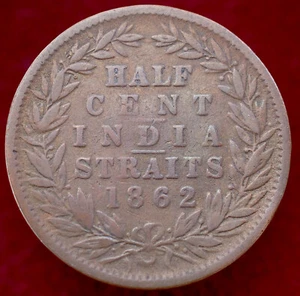 HALF
CENT
INDIA
STRAITS
1862